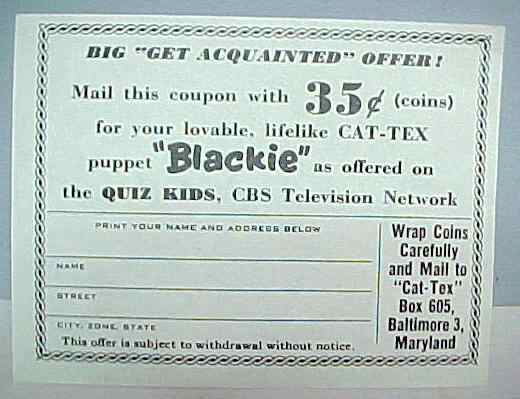 BIG "GET ACQUAINTED" OFFER!
Mail this coupon with 35¢ (coins)
for your lovable, lifelike CAT-TEX
puppet "Blackie" as offered on
the QUIZ KIDS, CBS Television Network
PRINT YOUR NAME AND ADDRESS BELOW
NAME
STREET
CITY, ZONE, STATE
This offer is subject to withdrawal without notice.
Wrap Coins
Carefully
and Mail to
"Cat-Tex"
Box 605,
Baltimore 3,
Maryland